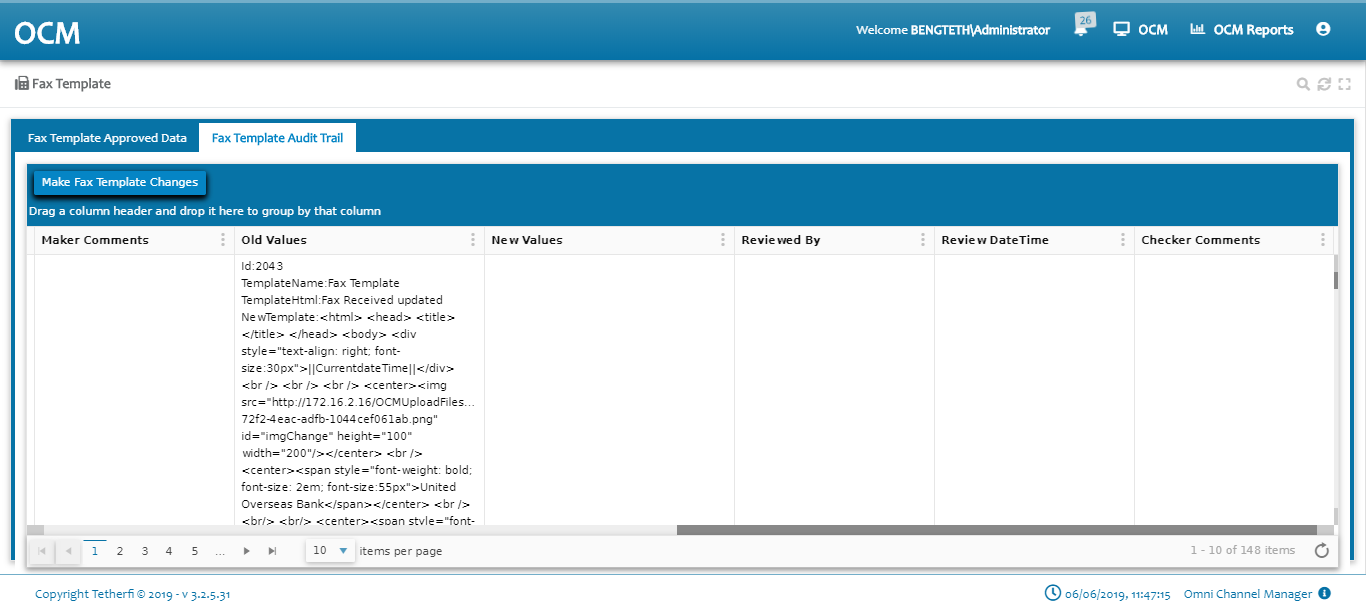 OCM
Welcome BENGTETH\Administrator
26
OCM
OCM Reports
Fax Template
Fax Template Approved Data
Fax Template Audit Trail
Make Fax Template Changes
Drag a column header and drop it here to group by that column
Maker Comments
Old Values
New Values
Reviewed By
Review DateTime
Checker Comments
Id:2043
TemplateName:Fax Template
TemplateHtml:Fax Received updated
NewTemplate:<html> <head> <title>
</title> </head> <body> <div
style="text-align: right; font-
size:30px">||CurrentdateTime||</div>
<br /> <br /> <br /> <center><img
src="http://172.16.2.16/OCMUploadFiles...
72f2-4eac-adfb-1044cef061ab.png"
id="imgChange" height="100"
width="200"/></center> <br />
<center><span style="font-weight: bold;
font-size: 2em; font-size:55px">United
Overseas Bank</span></center> <br />
<br/> <br/> <center><span style="font-
1 2 3 4 5 ...
10
items per page
1 - 10 of 148 items
Copyright Tetherfi © 2019 - v 3.2.5.31
06/06/2019, 11:47:15
Omni Channel Manager